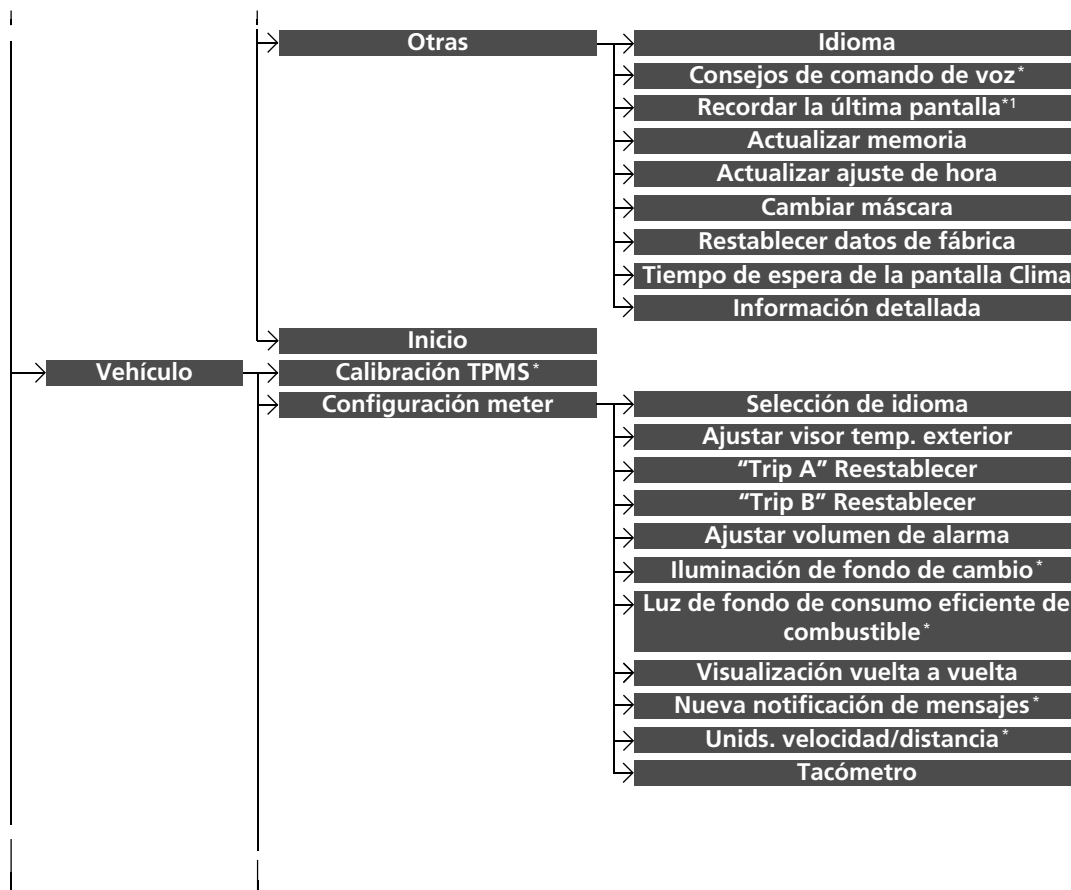 Otras
Idioma
Consejos de comando de voz*
Recordar la última pantalla*1
Actualizar memoria
Actualizar ajuste de hora
Cambiar máscara
Restablecer datos de fábrica
Tiempo de espera de la pantalla Clima
Información detallada
Inicio
Vehículo
Calibración TPMS*
Configuración meter
Selección de idioma
Ajustar visor temp. exterior
“Trip A” Reestablecer
“Trip B” Reestablecer
Ajustar volumen de alarma
Iluminación de fondo de cambio*
Luz de fondo de consumo eficiente de
combustible*
Visualización vuelta a vuelta
Nueva notificación de mensajes*
Unids. velocidad/distancia*
Tacómetro